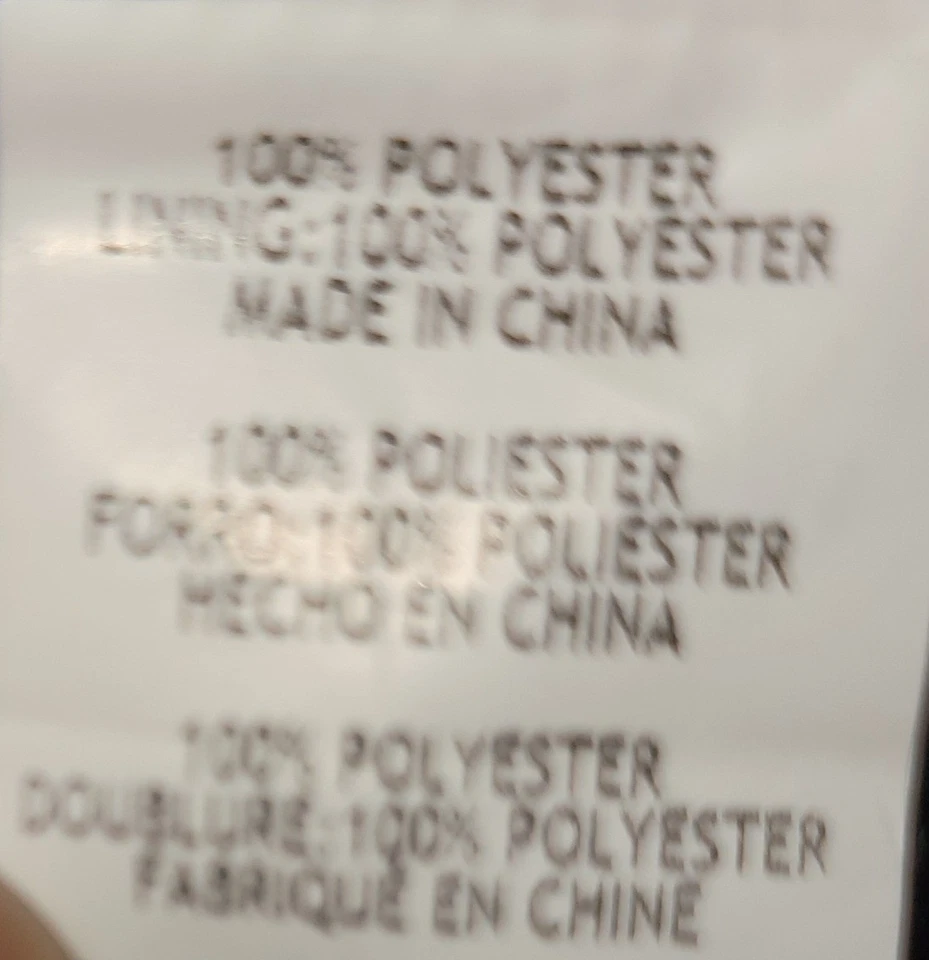 100% POLYESTER
LINING:100% POLYESTER
MADE IN CHINA
100% POLIESTER
FORRO:100% POLIESTER
HECHO EN CHINA
100% POLYESTER
DOUBLURE:100% POLYESTER
FABRIQUÉ EN CHINE